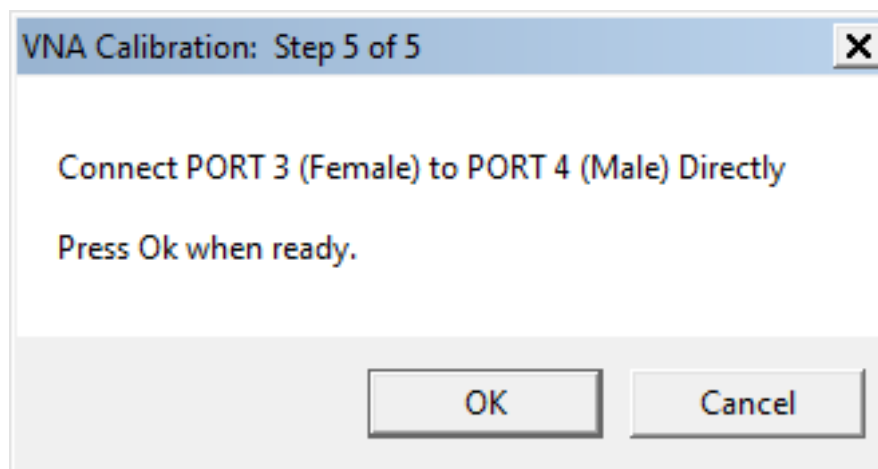 VNA Calibration: Step 5 of 5
Connect PORT 3 (Female) to PORT 4 (Male) Directly
Press Ok when ready.
OK
Cancel